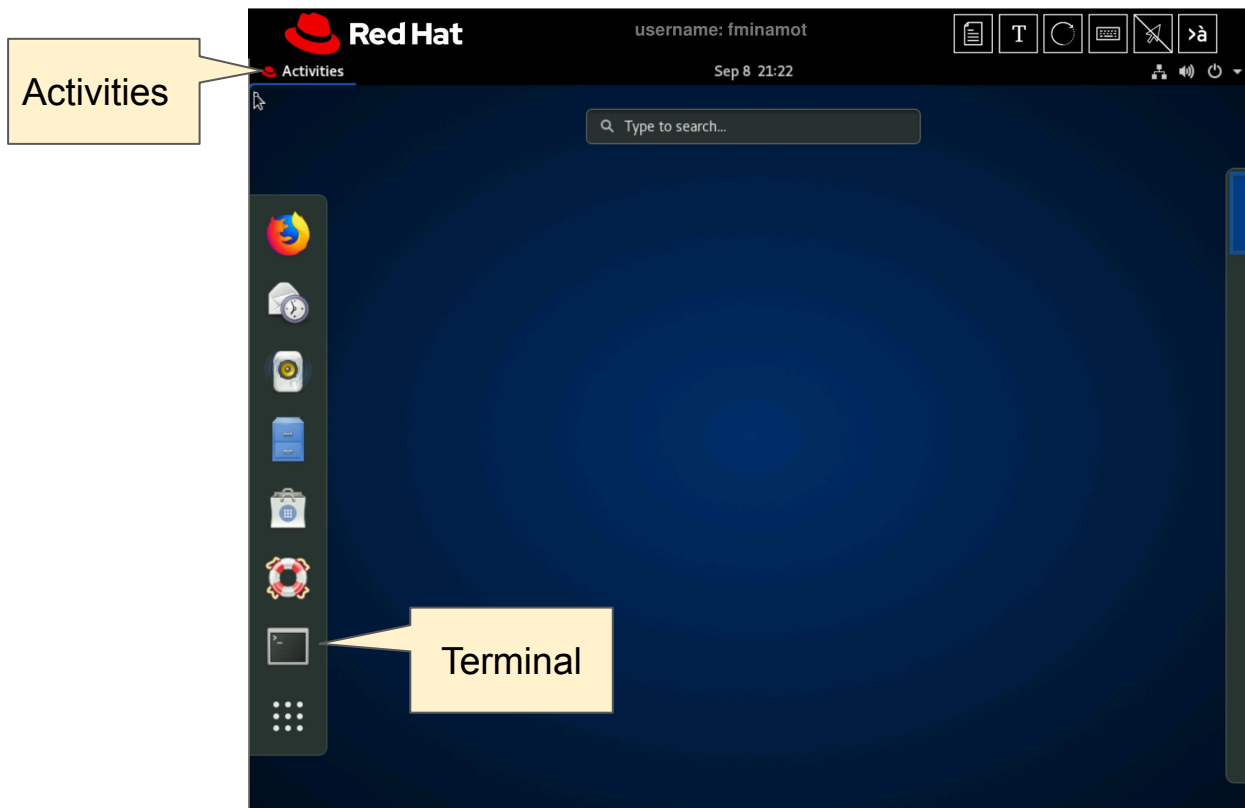 Red Hat
username: fminamot
T
>à
Activities
Activities
Sep 8 21:22
Type to search...
>_
Terminal